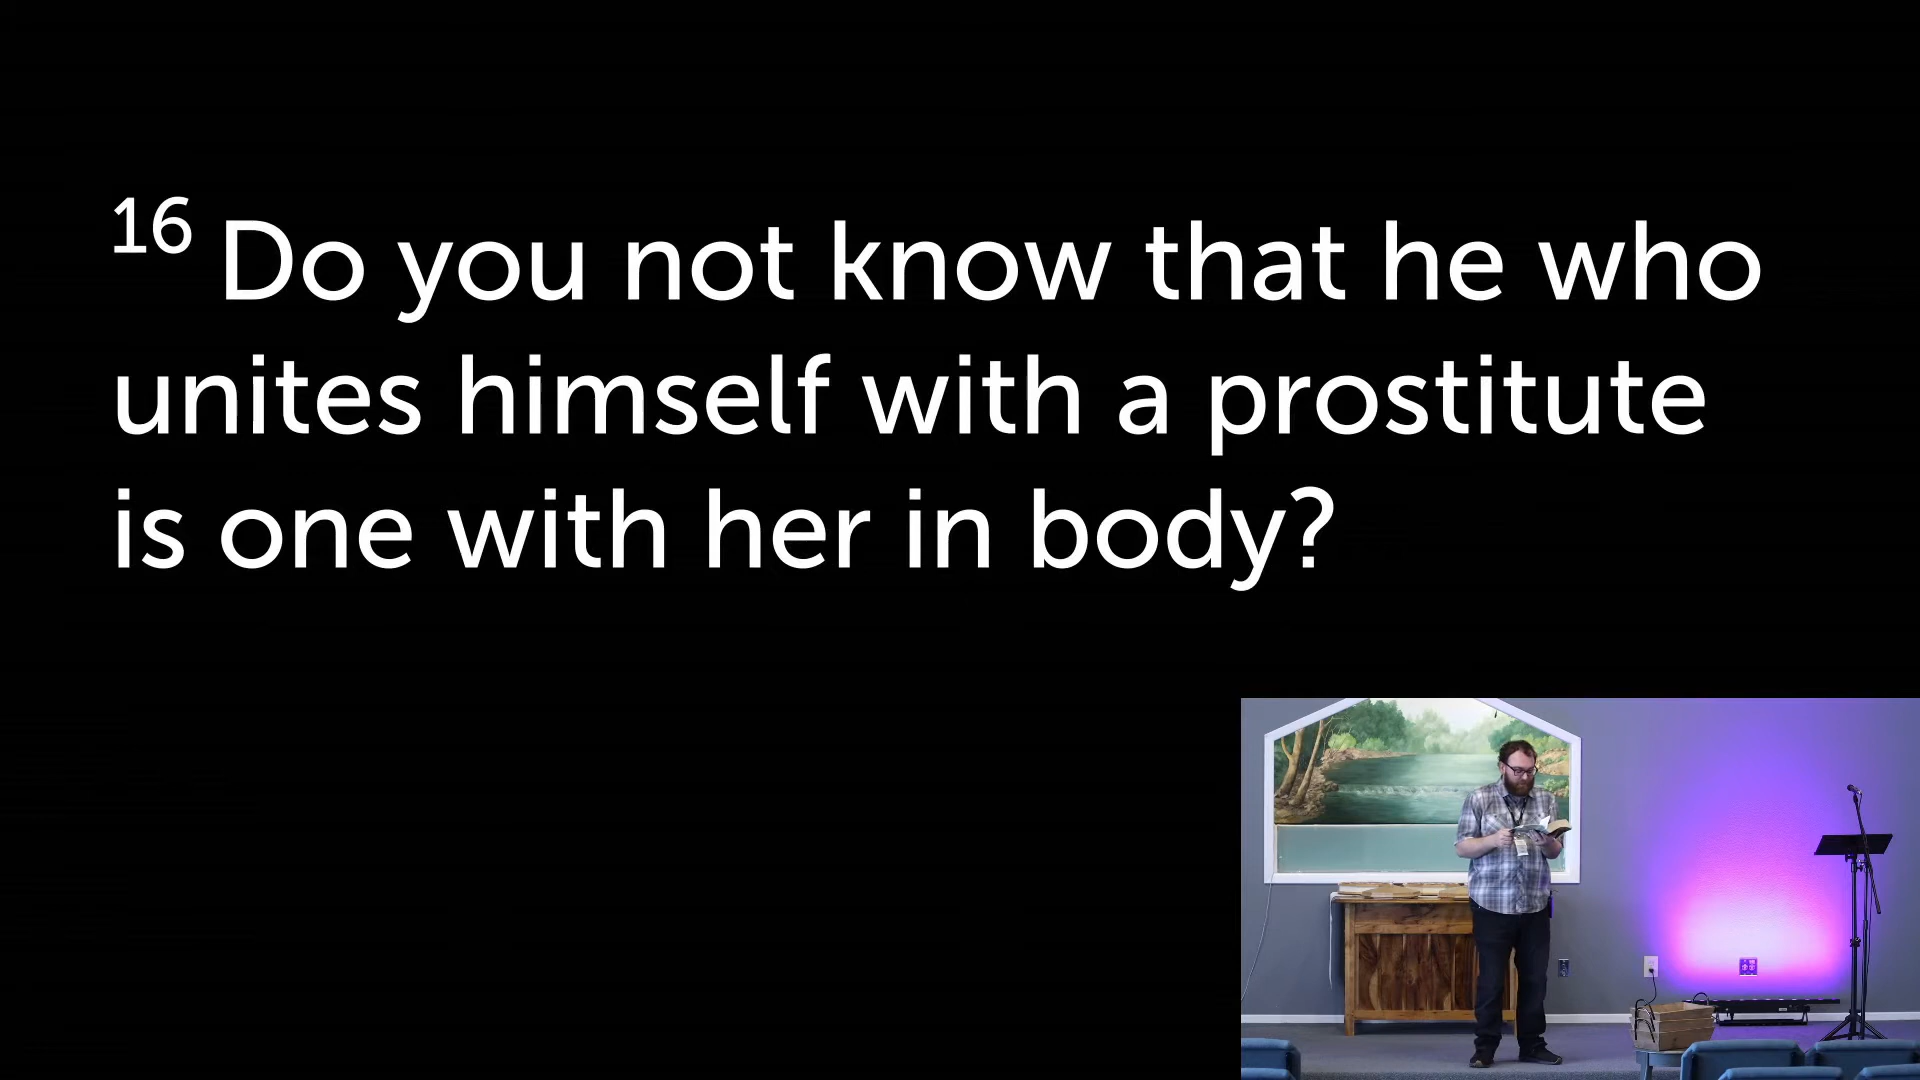 16 Do you not know that he who
unites himself with a prostitute
is one with her in body?